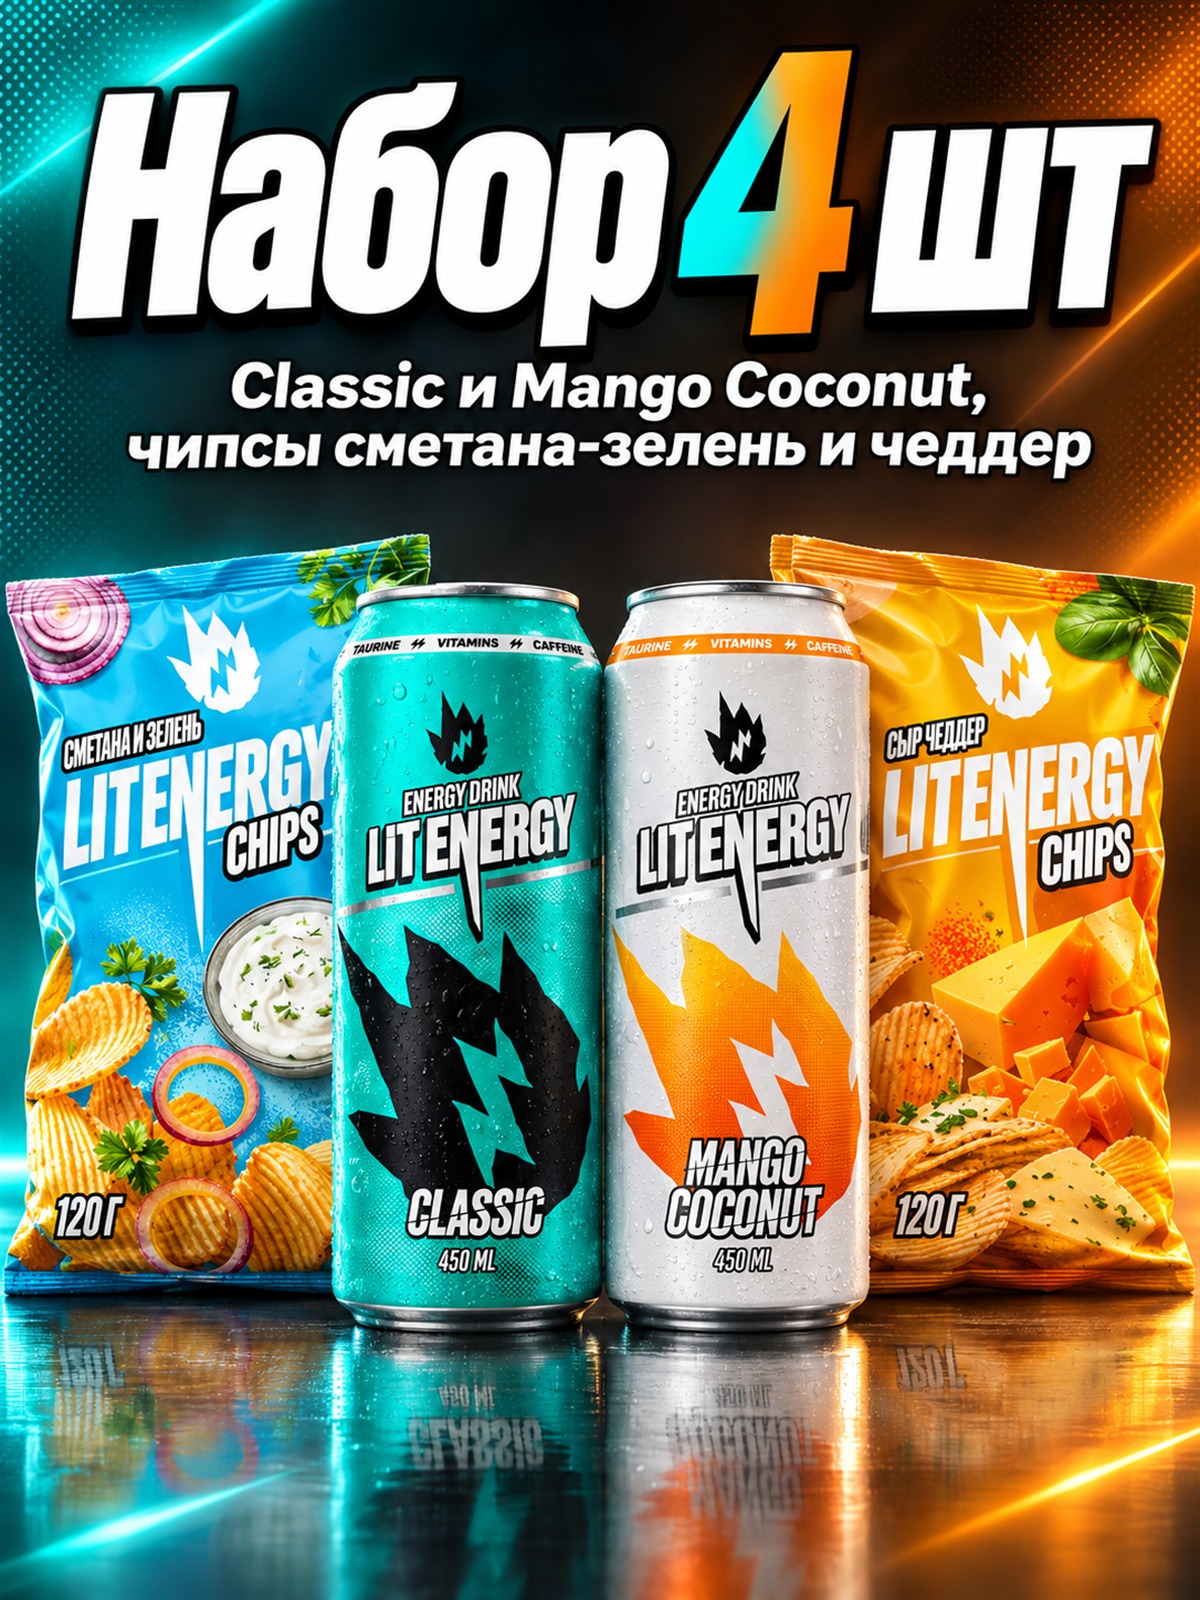 Набор 4 шт
Classic и Mango Coconut,
чипсы сметана-зелень и чеддер
СМЕТАНА И ЗЕЛЕНЬ
LITENERGY
CHIPS
120Г
TAURINE VITAMINS CAFFEINE
ENERGY DRINK
LIT ENERGY
CLASSIC
450 ML
TAURINE VITAMINS CAFFEINE
ENERGY DRINK
LIT ENERGY
MANGO
COCONUT
450 ML
СЫР ЧЕДДЕР
LITENERGY
CHIPS
120Г